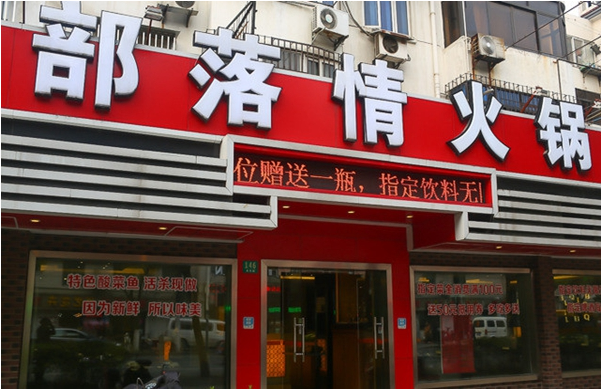 部落情火锅
位赠送一瓶，指定饮料无
146
特色酸菜鱼 活杀现做
因为新鲜 所以味美